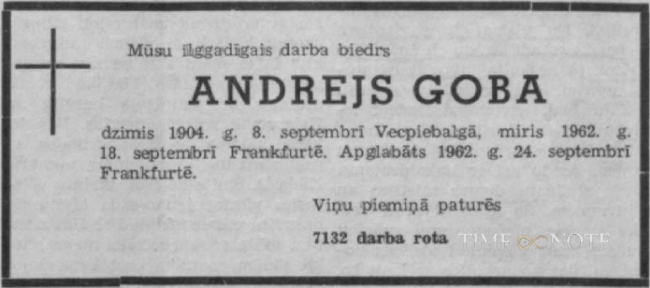 Mūsu ilggadīgais darba biedrs
ANDREJS GOBA
dzimis 1904. g. 8. septembrī Vecpiebalgā, miris 1962. g.
18. septembrī Frankfurtē. Apglabāts 1962. g. 24. septembrī
Frankfurtē.
Viņu piemiņā paturēs
7132 darba rota
TIME NOTE